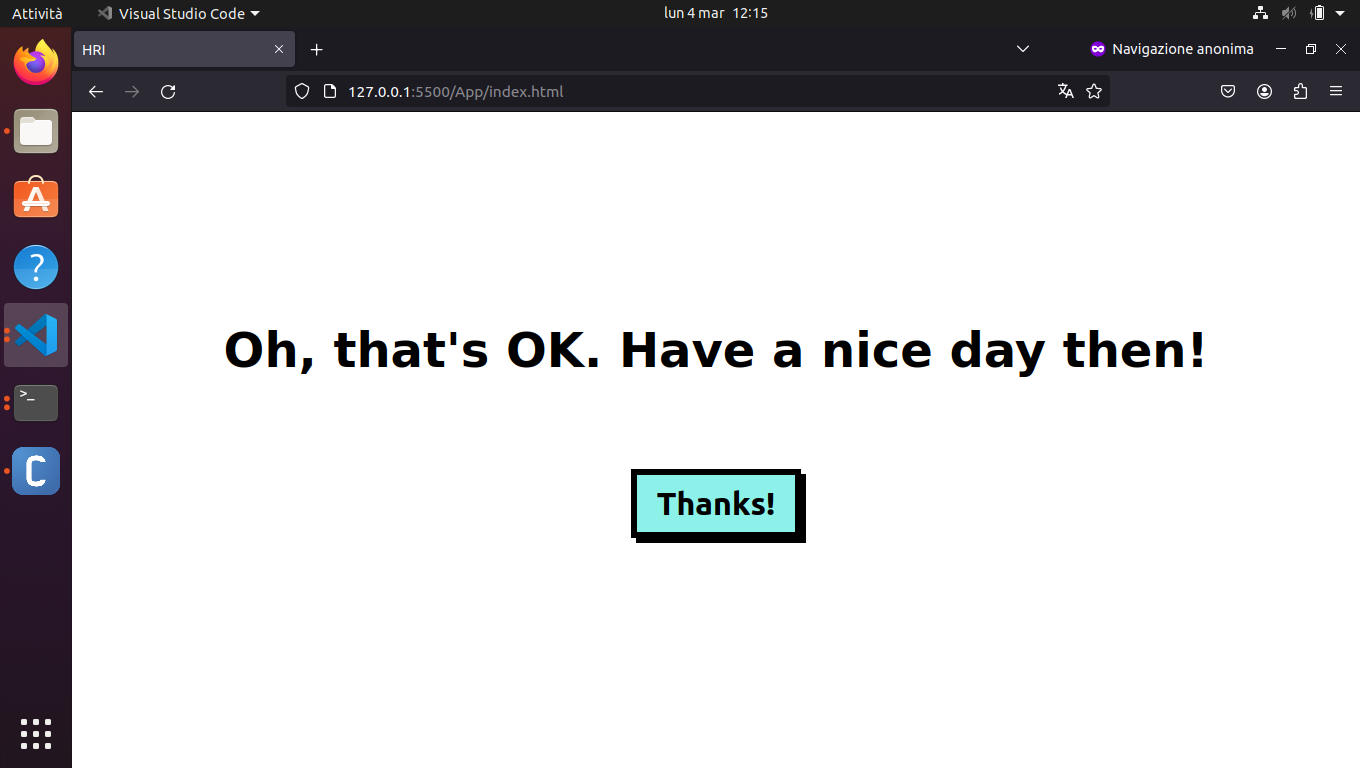 Attività
Visual Studio Code
lun 4 mar 12:15
HRI
Navigazione anonima
127.0.0.1:5500/App/index.html
Oh, that's OK. Have a nice day then!
Thanks!